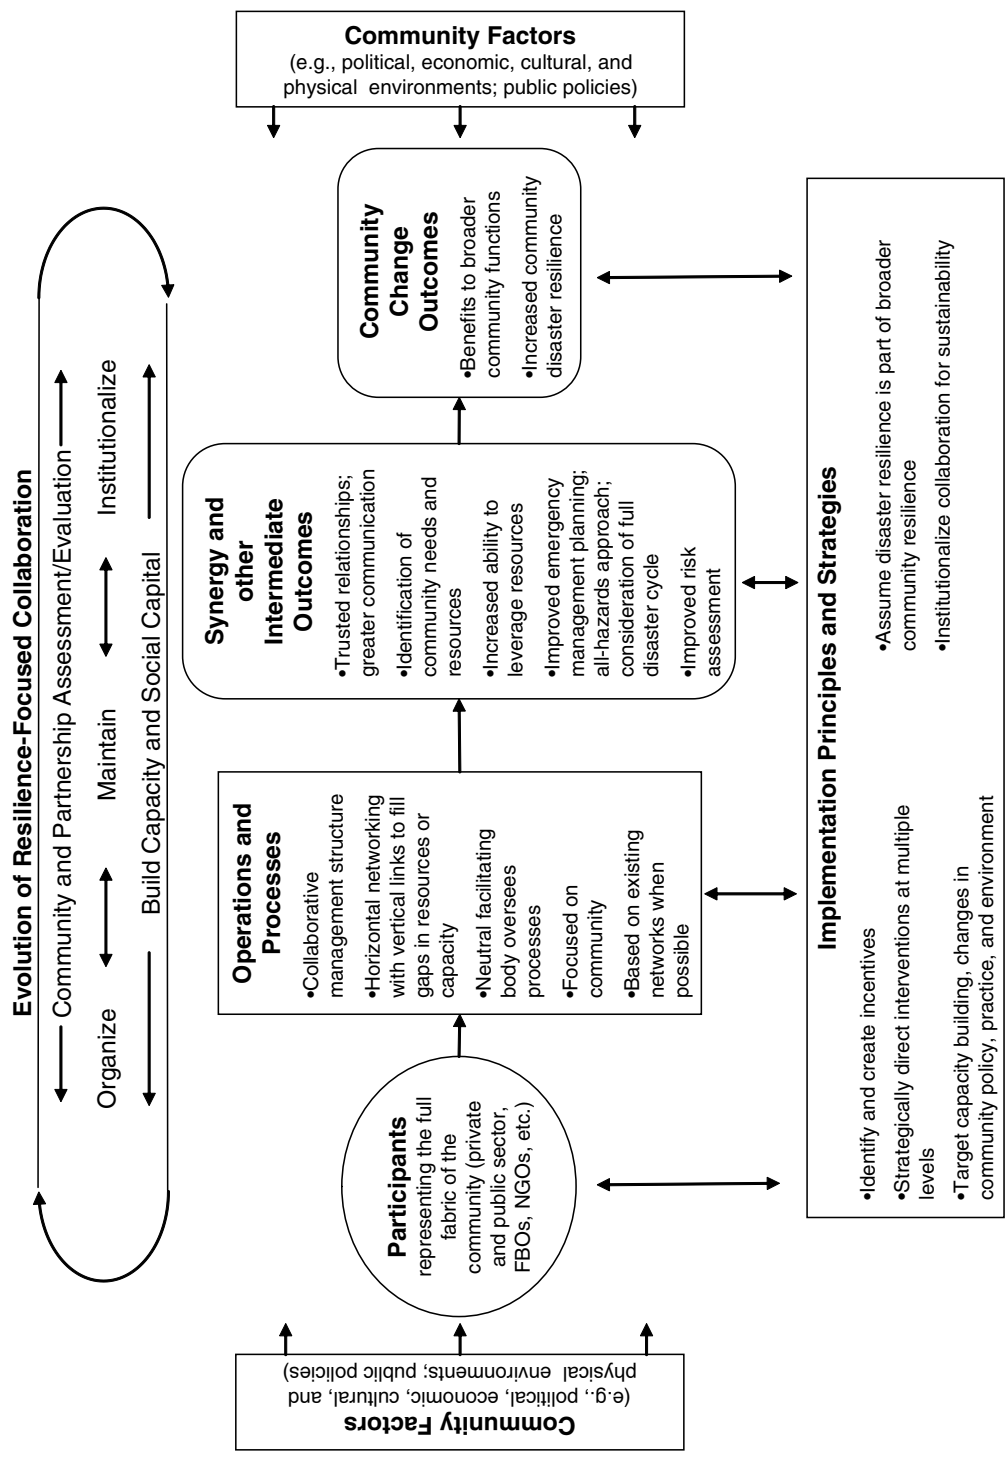 Evolution of Resilience-Focused Collaboration
Community and Partnership Assessment/Evaluation
Organize
Maintain
Institutionalize
Build Capacity and Social Capital
Community Factors
(e.g., political, economic, cultural, and
physical environments; public policies)
Participants
representing the full
fabric of the
community (private
and public sector,
FBOs, NGOs, etc.)
Operations and
Processes
•Collaborative
management structure
•Horizontal networking
with vertical links to fill
gaps in resources or
capacity
•Neutral facilitating
body oversees
processes
•Focused on
community
•Based on existing
networks when
possible
Synergy and
other
Intermediate
Outcomes
•Trusted relationships;
greater communication
•Identification of
community needs and
resources
•Increased ability to
leverage resources
•Improved emergency
management planning;
all-hazards approach;
consideration of full
disaster cycle
•Improved risk
assessment
Community
Change
Outcomes
•Benefits to broader
community functions
•Increased community
disaster resilience
Community Factors
(e.g., political, economic, cultural, and
physical environments; public policies)
Implementation Principles and Strategies
•Identify and create incentives
•Strategically direct interventions at multiple
levels
•Target capacity building, changes in
community policy, practice, and environment
•Assume disaster resilience is part of broader
community resilience
•Institutionalize collaboration for sustainability